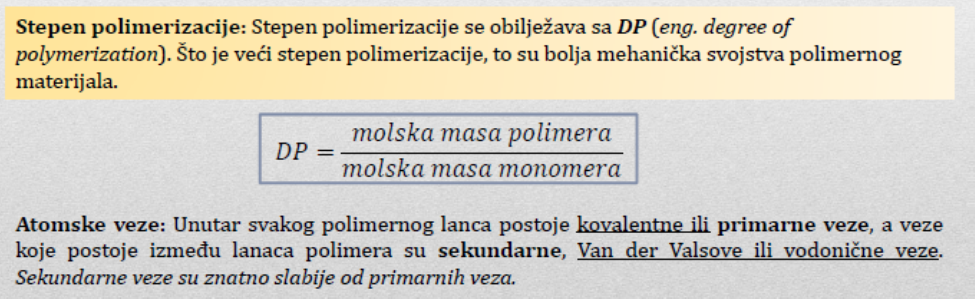 Stepen polimerizacije: Stepen polimerizacije se obilježava sa DP (eng. degree of
polymerization). Što je veći stepen polimerizacije, to su bolja mehanička svojstva polimernog
materijala.
DP = molska masa polimera
molska masa monomera
Atomske veze: Unutar svakog polimernog lanca postoje kovalentne ili primarne veze, a veze
koje postoje između lanaca polimera su sekundarne, Van der Valsove ili vodonične veze.
Sekundarne veze su znatno slabije od primarnih veza.